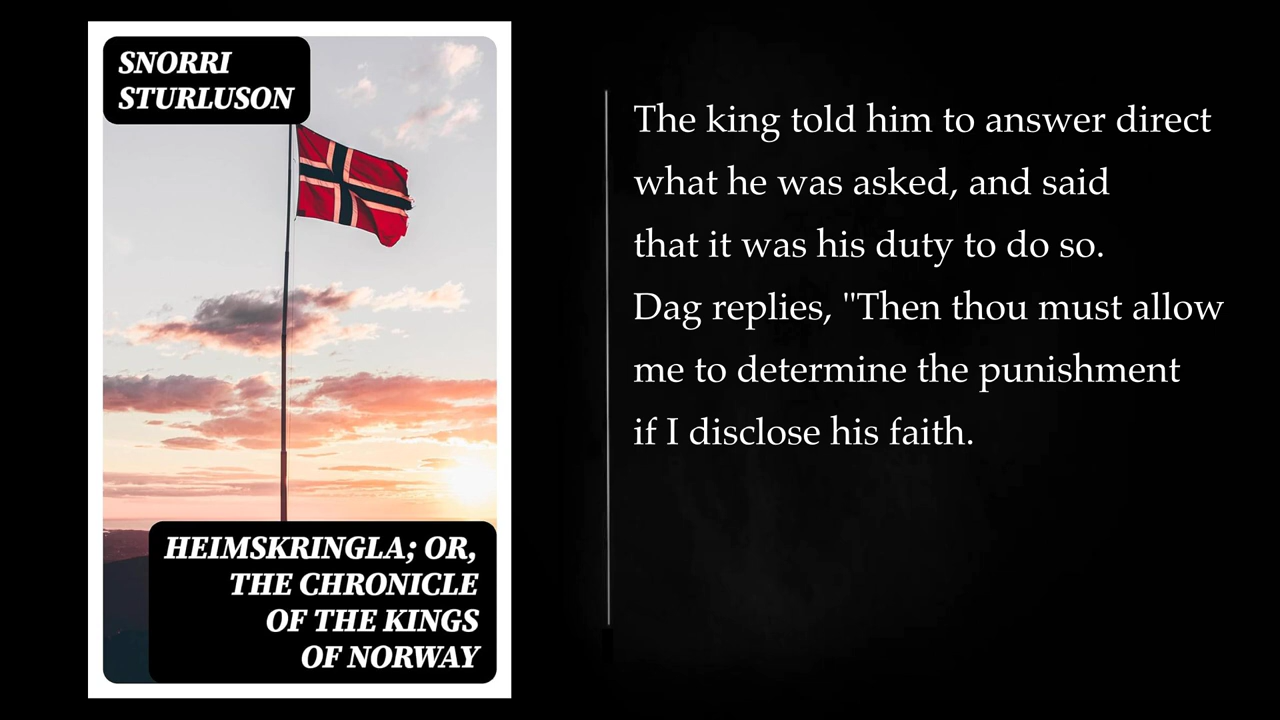 SNORRI
STURLUSON
HEIMSKRINGLA; OR,
THE CHRONICLE
OF THE KINGS
OF NORWAY
The king told him to answer direct
what he was asked, and said
that it was his duty to do so.
Dag replies, "Then thou must allow
me to determine the punishment
if I disclose his faith.